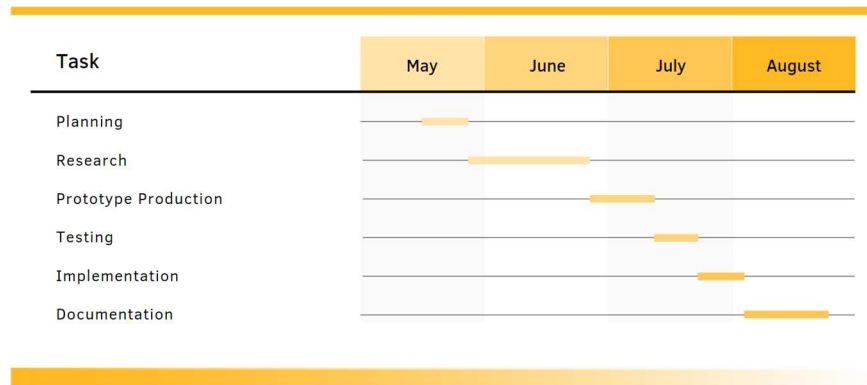 Task
May
June
July
August
Planning
Research
Prototype Production
Testing
Implementation
Documentation